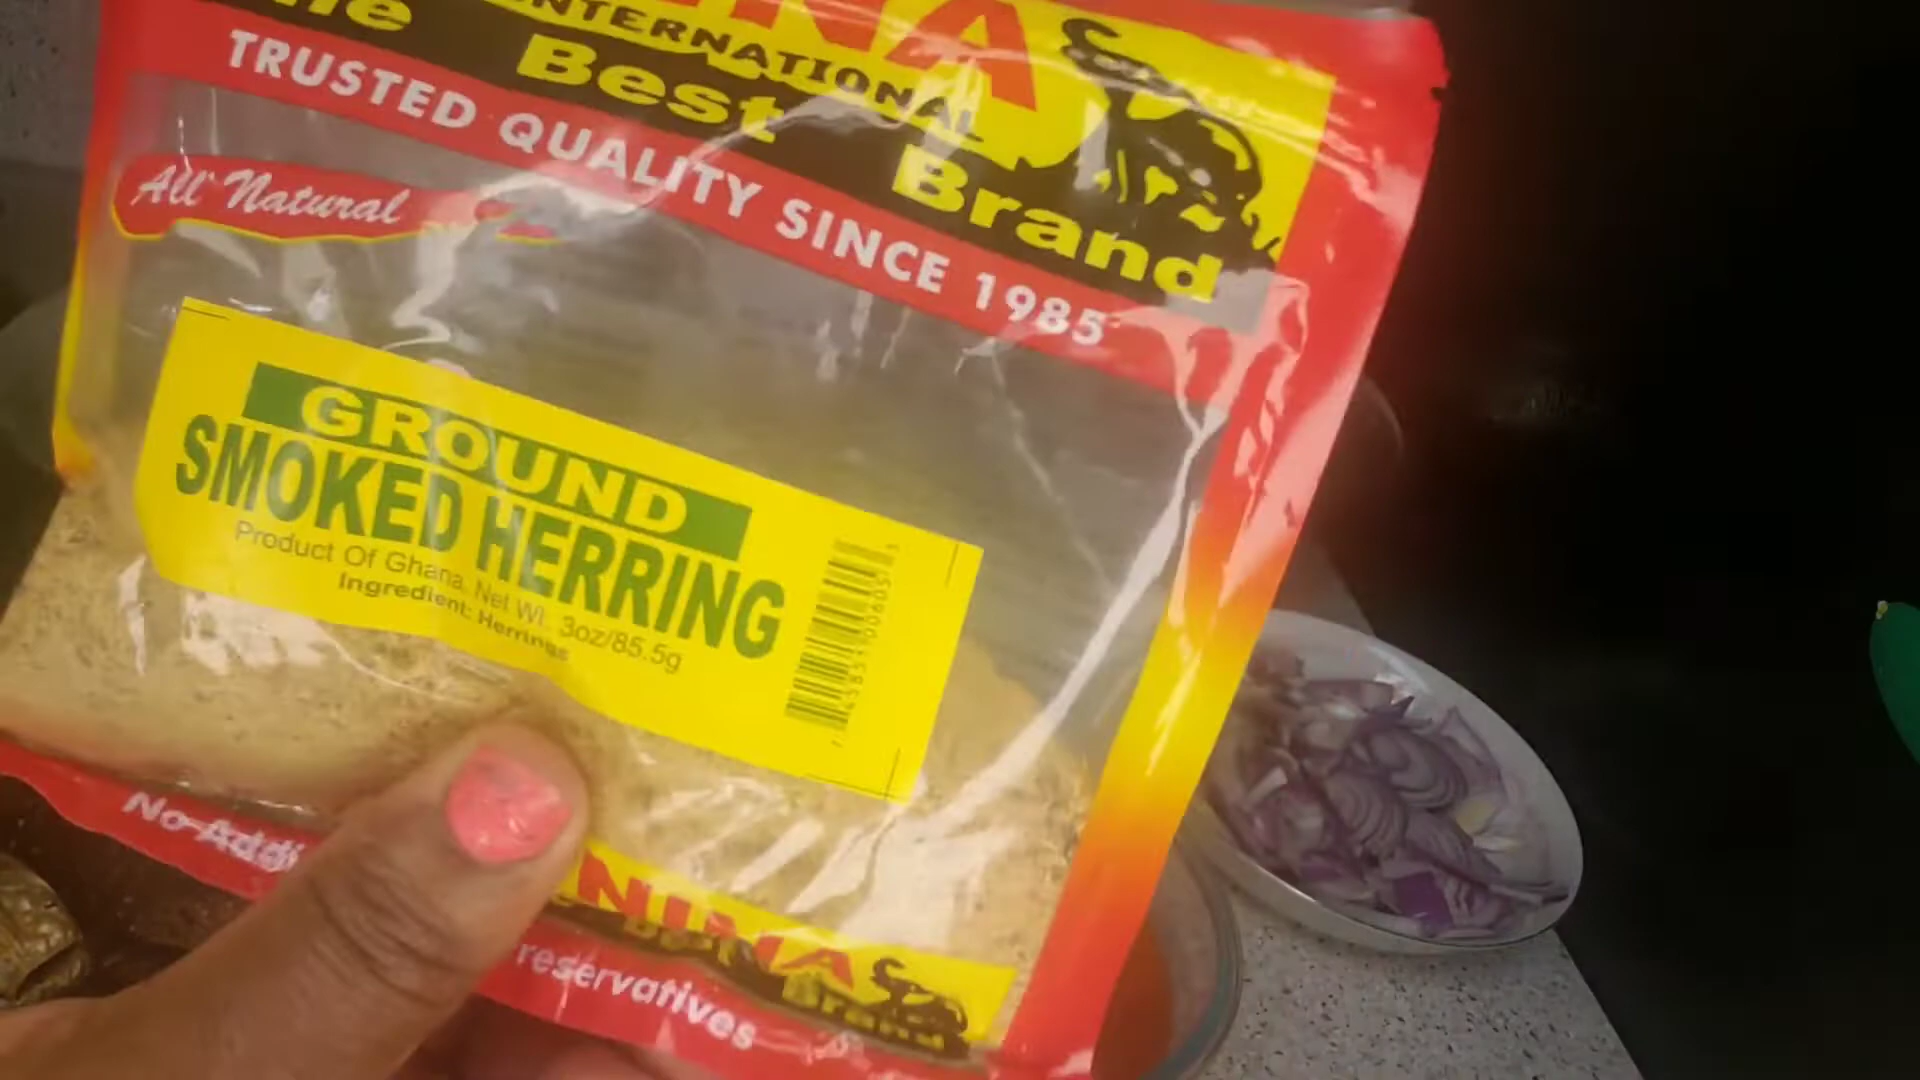 INTERNATIONAL
Best
Brand
TRUSTED QUALITY SINCE 1985
All Natural
GROUND
SMOKED HERRING
Product Of Ghana. Net Wt. 3oz/85.5g
Ingredient: Herrings
NINA
Brand